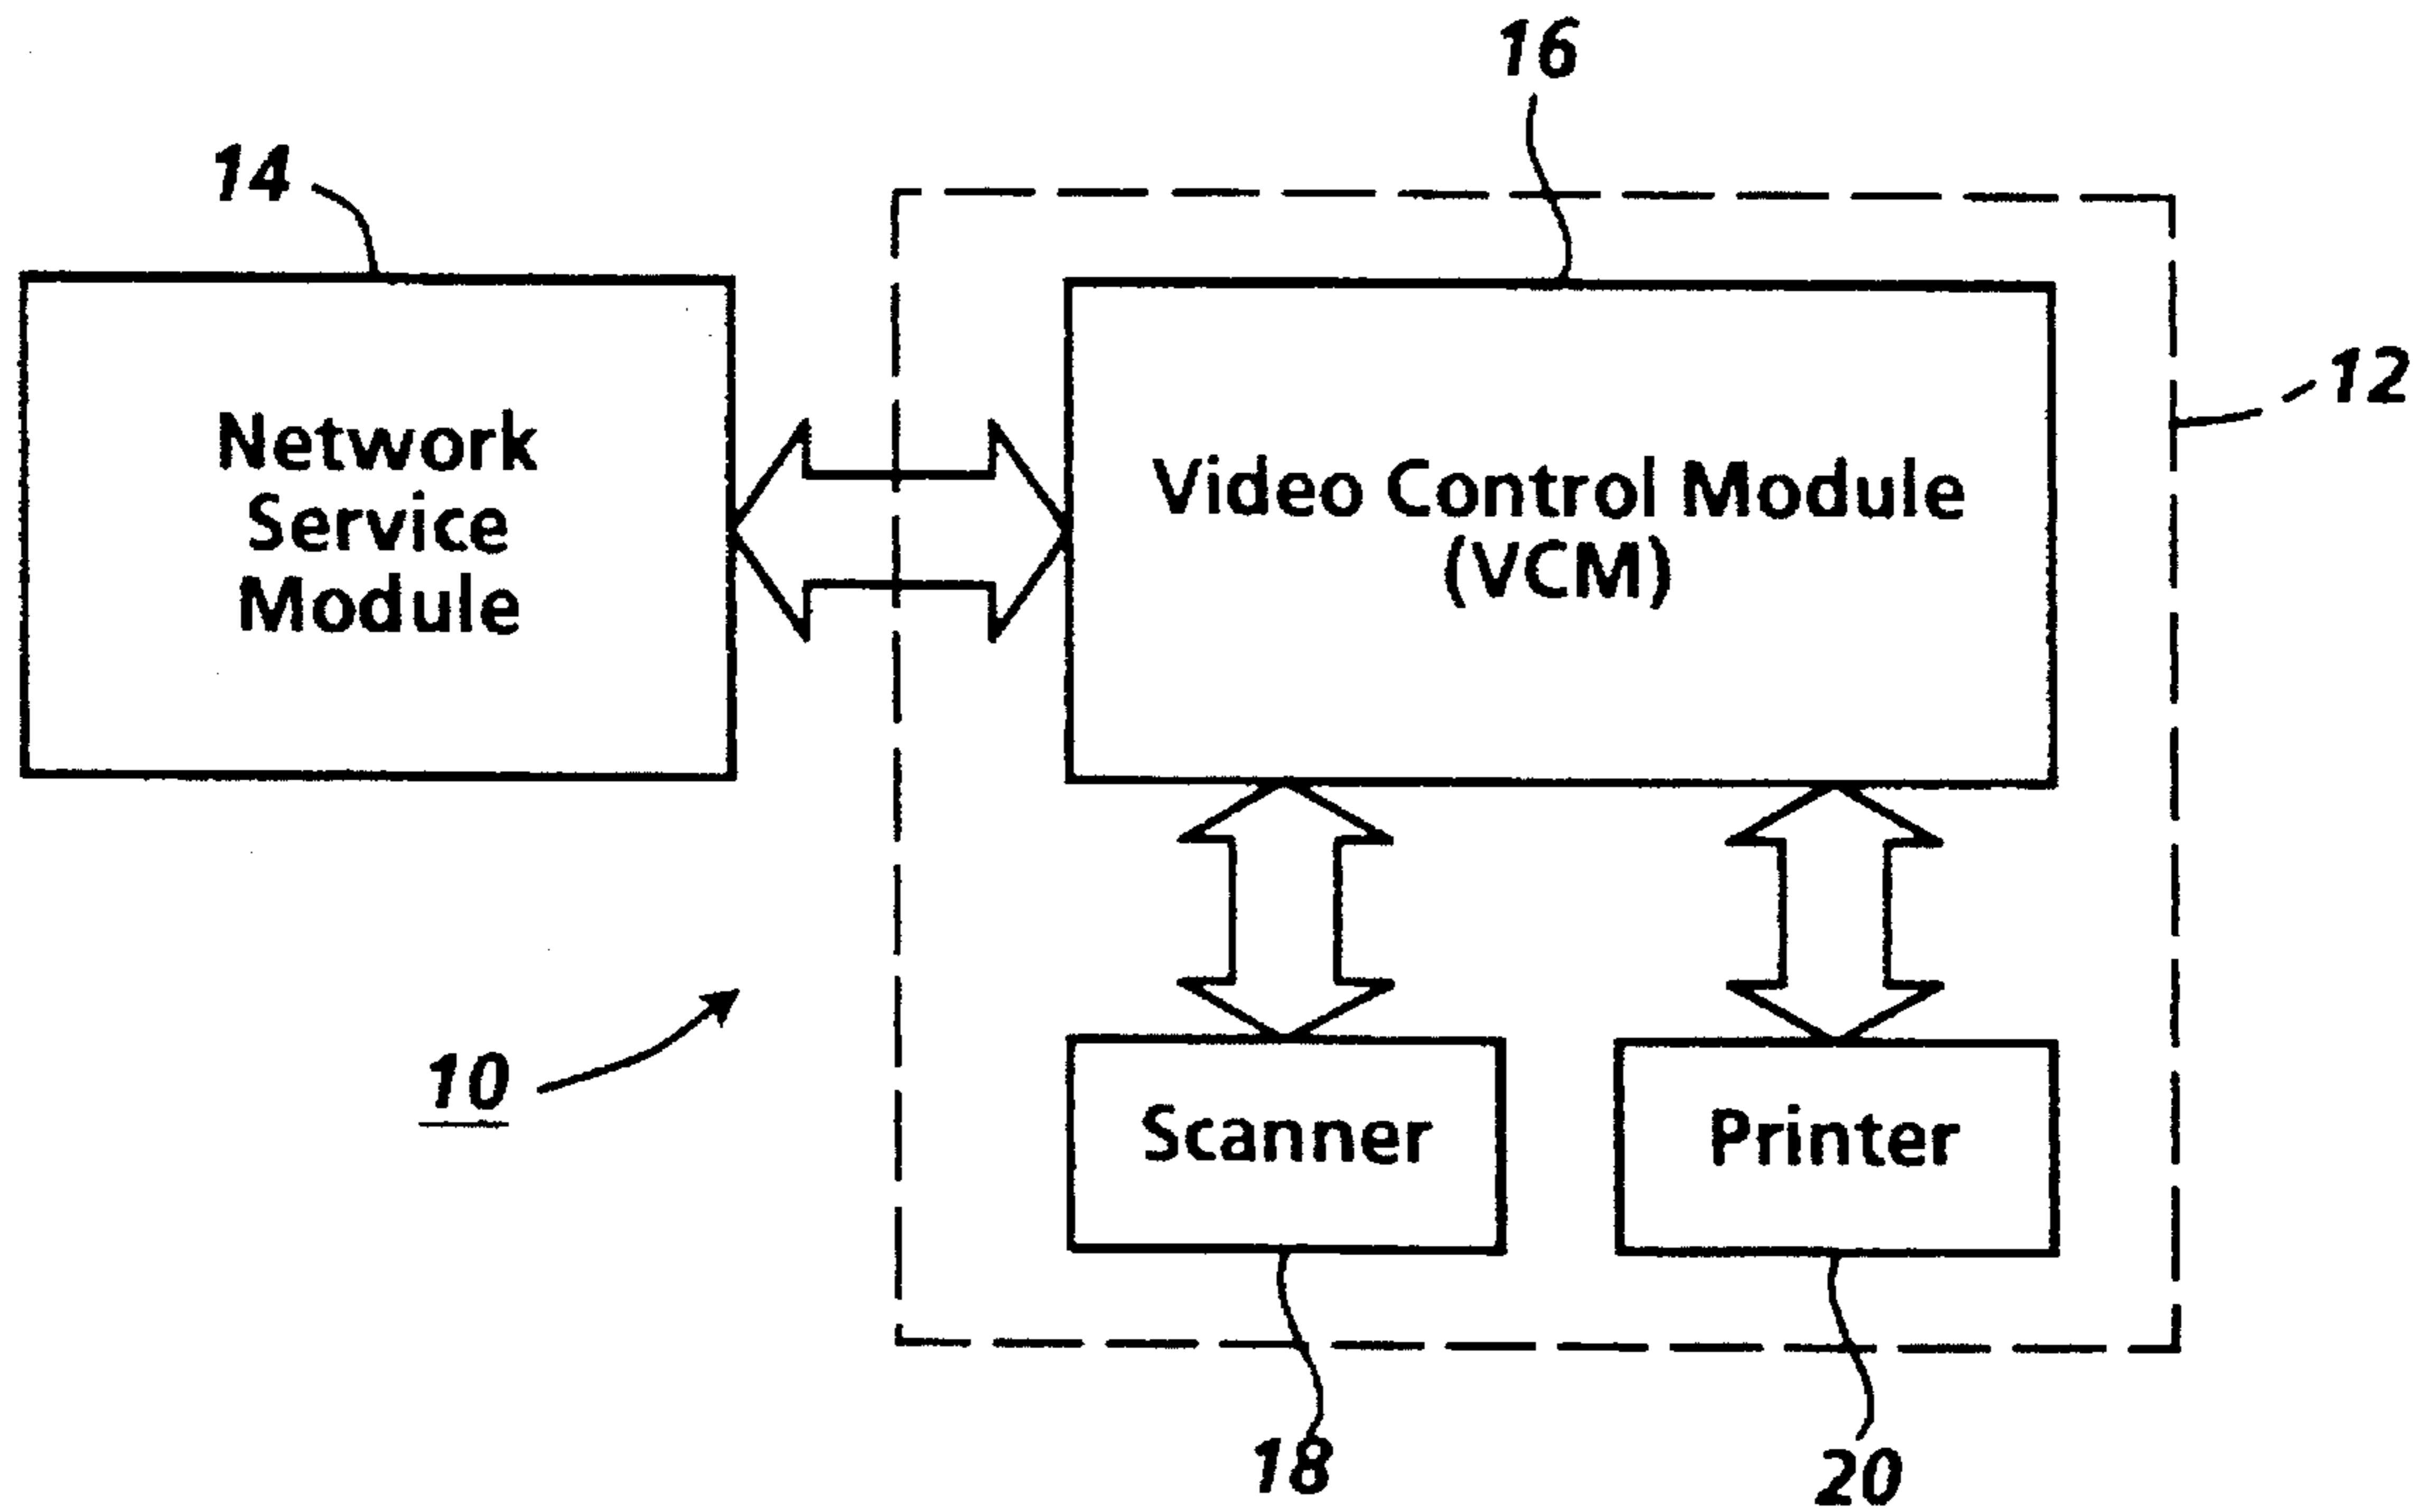 16
14
12
Network
Service
Module
Video Control Module
(VCM)
10
Scanner
Printer
18
20